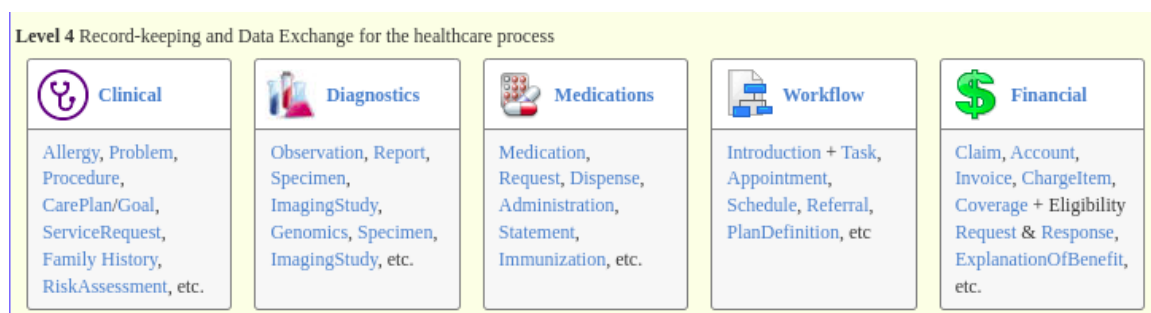 Level 4 Record-keeping and Data Exchange for the healthcare process
Clinical
Allergy, Problem,
Procedure,
CarePlan/Goal,
ServiceRequest,
Family History,
RiskAssessment, etc.
Diagnostics
Observation, Report,
Specimen,
ImagingStudy,
Genomics, Specimen,
ImagingStudy, etc.
Medications
Medication,
Request, Dispense,
Administration,
Statement,
Immunization, etc.
Workflow
Introduction + Task,
Appointment,
Schedule, Referral,
PlanDefinition, etc
Financial
Claim, Account,
Invoice, ChargeItem,
Coverage + Eligibility
Request & Response,
ExplanationOfBenefit,
etc.